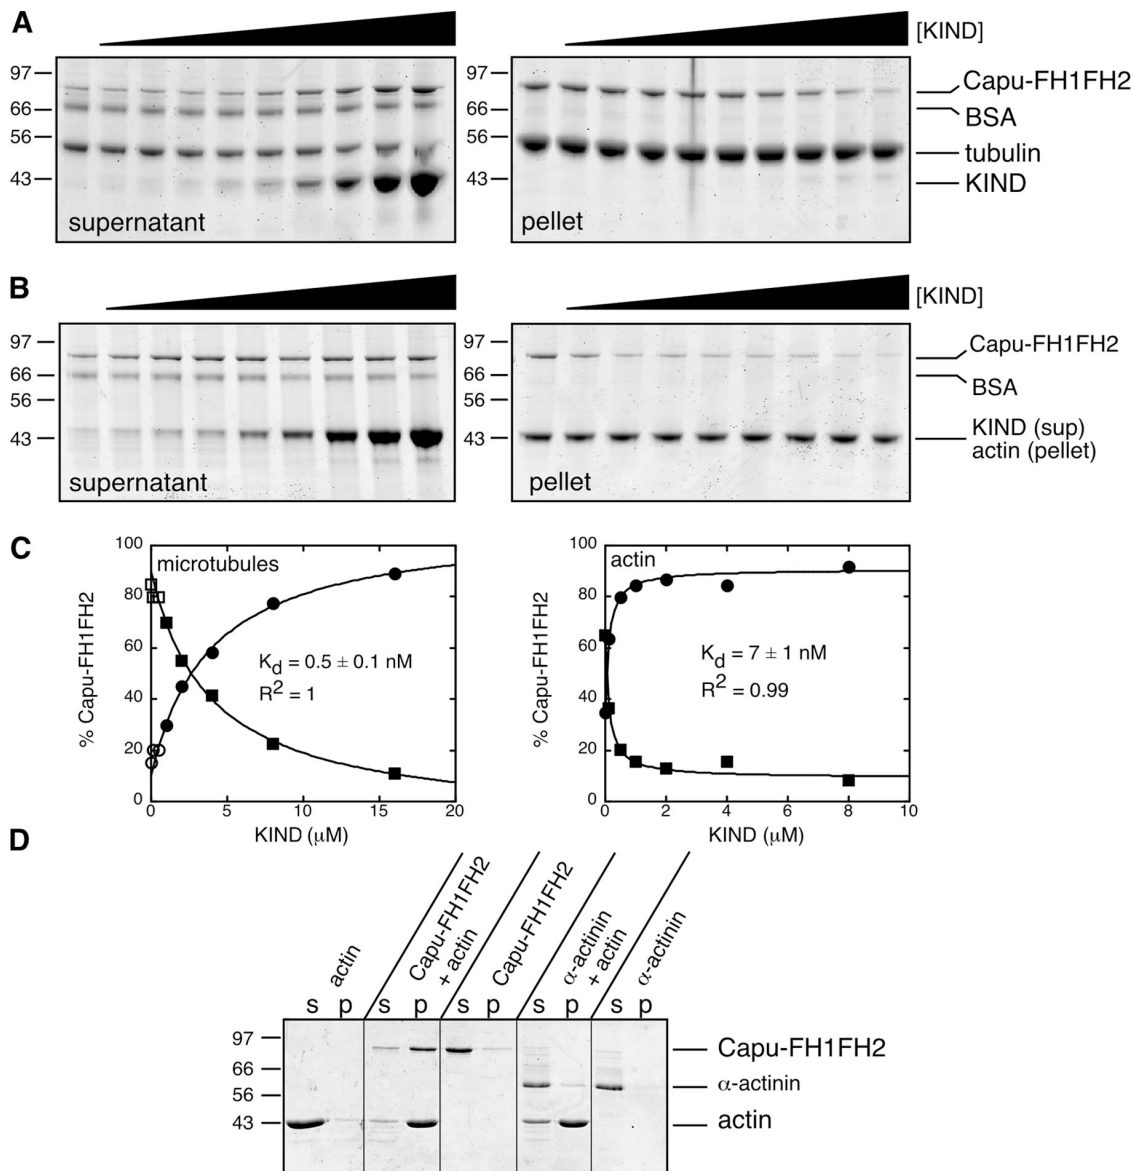 A
[KIND]
97
66
56
43
supernatant
97
66
56
43
pellet
Capu-FH1FH2
BSA
tubulin
KIND
B
[KIND]
97
66
56
43
supernatant
97
66
56
43
pellet
Capu-FH1FH2
BSA
KIND (sup)
actin (pellet)
C
% Capu-FH1FH2
100
80
60
40
20
0
microtubules
K_d = 0.5 ± 0.1 nM
R² = 1
0 5 10 15 20
KIND (μM)
% Capu-FH1FH2
100
80
60
40
20
0
actin
K_d = 7 ± 1 nM
R² = 0.99
0 2 4 6 8 10
KIND (μM)
D
actin
Capu-FH1FH2
+ actin
Capu-FH1FH2
α-actinin
+ actin
α-actinin
s p s p s p s p s p
97
66
56
43
Capu-FH1FH2
α-actinin
actin